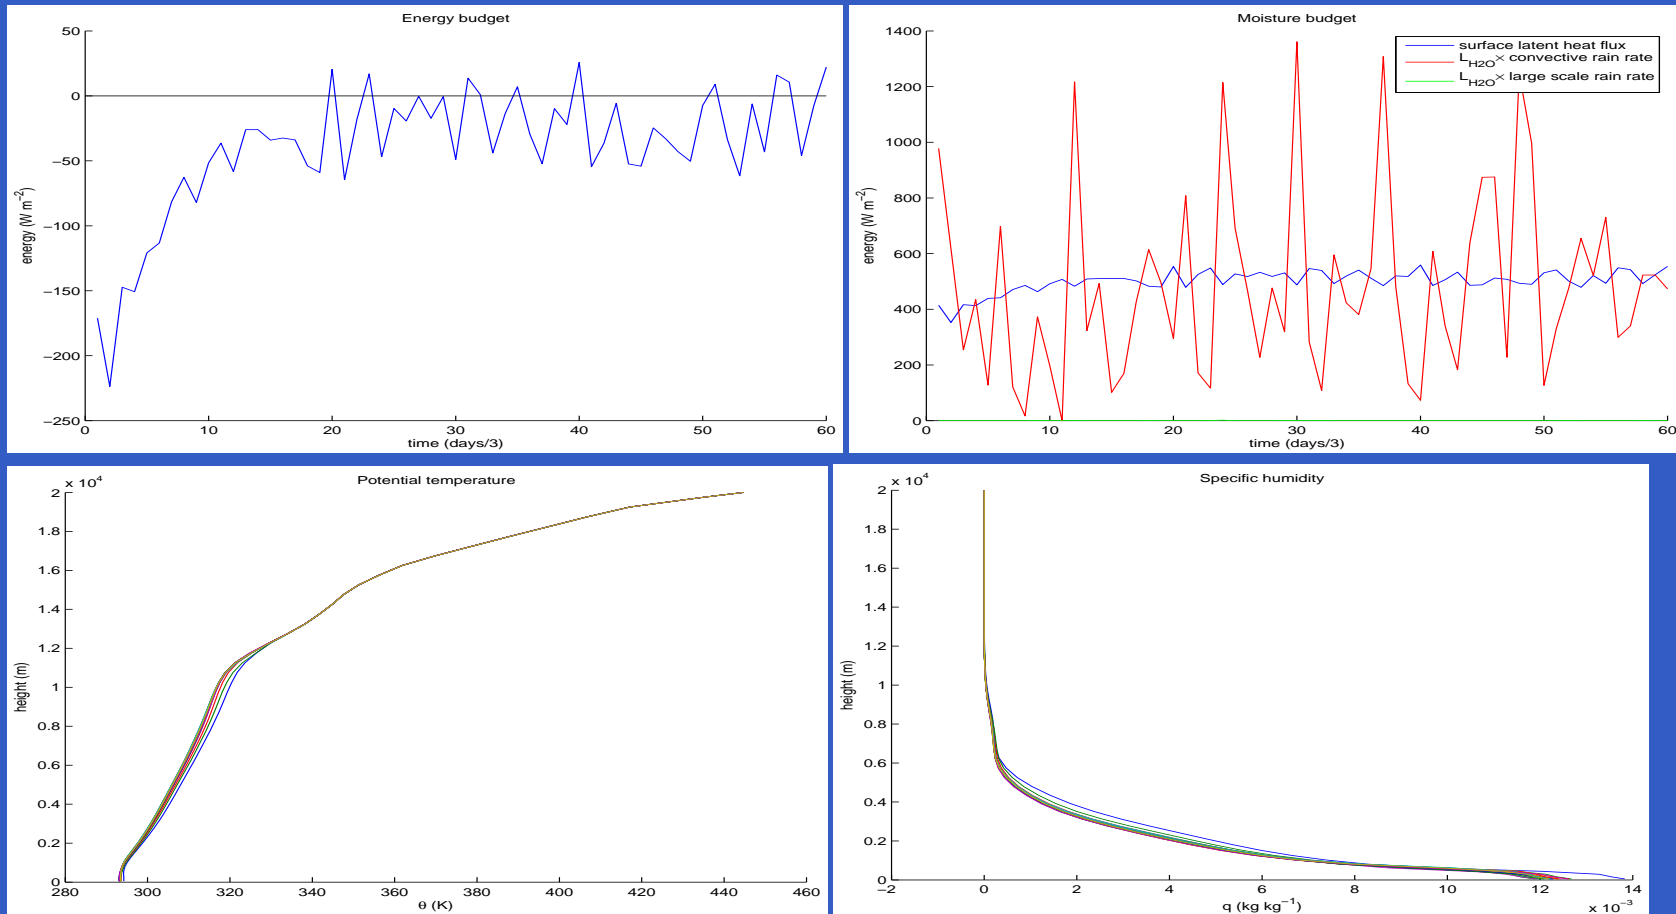 Energy budget
50
0
−50
−100
−150
−200
−250
energy (W m−2)
0 10 20 30 40 50 60
time (days/3)
Moisture budget
1400
1200
1000
800
600
400
200
0
energy (W m−2)
surface latent heat flux
LH2O× convective rain rate
LH2O× large scale rain rate
0 10 20 30 40 50 60
time (days/3)
Potential temperature
x 10^4
2
1.8
1.6
1.4
1.2
1
0.8
0.6
0.4
0.2
0
height (m)
280 300 320 340 360 380 400 420 440 460
θ (K)
Specific humidity
x 10^4
2
1.8
1.6
1.4
1.2
1
0.8
0.6
0.4
0.2
0
height (m)
−2 0 2 4 6 8 10 12 14
q (kg kg−1)
x 10−3